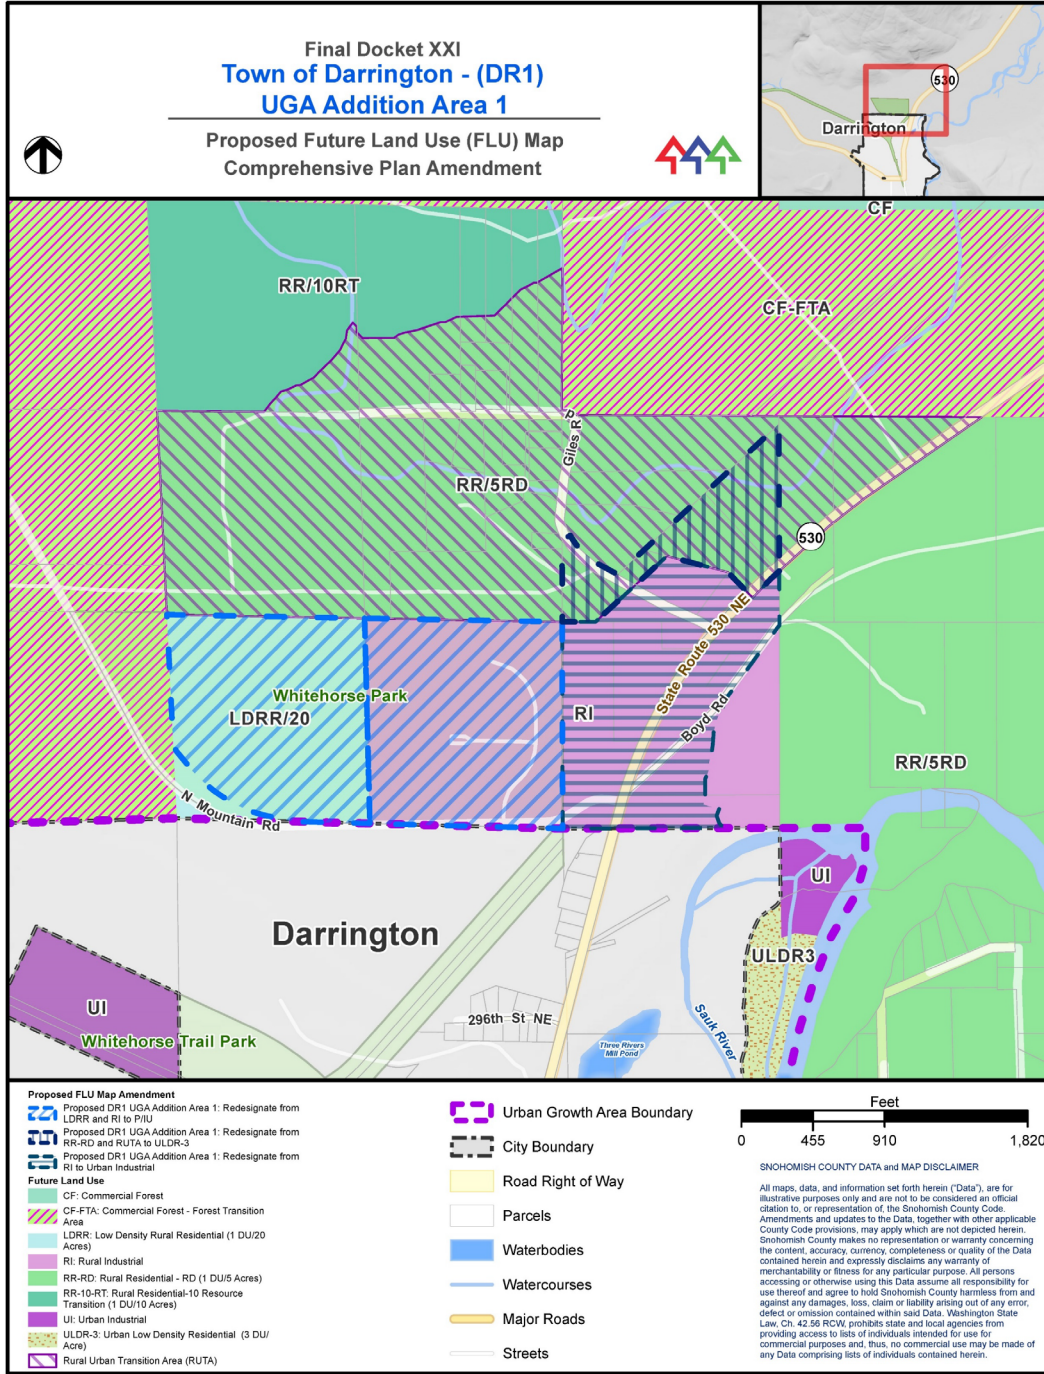 Final Docket XXI
Town of Darrington - (DR1)
UGA Addition Area 1
Proposed Future Land Use (FLU) Map
Comprehensive Plan Amendment
530
Darrington
CF
RR/10RT
CF-FTA
Giles Rd
RR/5RD
530
State Route 530 NE
Whitehorse Park
LDRR/20
RI
Boyd Rd
RR/5RD
N Mountain Rd
UI
Darrington
ULDR3
UI
296th St NE
Sauk River
Whitehorse Trail Park
Three Rivers
Mill Pond
Proposed FLU Map Amendment
Proposed DR1 UGA Addition Area 1: Redesignate from
LDRR and RI to P/IU
Proposed DR1 UGA Addition Area 1: Redesignate from
RR-RD and RUTA to ULDR-3
Proposed DR1 UGA Addition Area 1: Redesignate from
RI to Urban Industrial
Future Land Use
CF: Commercial Forest
CF-FTA: Commercial Forest - Forest Transition
Area
LDRR: Low Density Rural Residential (1 DU/20
Acres)
RI: Rural Industrial
RR-RD: Rural Residential - RD (1 DU/5 Acres)
RR-10-RT: Rural Residential-10 Resource
Transition (1 DU/10 Acres)
UI: Urban Industrial
ULDR-3: Urban Low Density Residential (3 DU/
Acre)
Rural Urban Transition Area (RUTA)
Urban Growth Area Boundary
City Boundary
Road Right of Way
Parcels
Waterbodies
Watercourses
Major Roads
Streets
Feet
0 455 910 1,820
SNOHOMISH COUNTY DATA and MAP DISCLAIMER
All maps, data, and information set forth herein ("Data"), are for
illustrative purposes only and are not to be considered an official
citation to, or representation of, the Snohomish County Code.
Amendments and updates to the Data, together with other applicable
County Code provisions, may apply which are not depicted herein.
Snohomish County makes no representation or warranty concerning
the content, accuracy, currency, completeness or quality of the Data
contained herein and expressly disclaims any warranty of
merchantability or fitness for any particular purpose. All persons
accessing or otherwise using this Data assume all responsibility for
use thereof and agree to hold Snohomish County harmless from and
against any damages, loss, claim or liability arising out of any error,
defect or omission contained within said Data. Washington State
Law, Ch. 42.56 RCW, prohibits state and local agencies from
providing access to lists of individuals intended for use for
commercial purposes and, thus, no commercial use may be made of
any Data comprising lists of individuals contained herein.